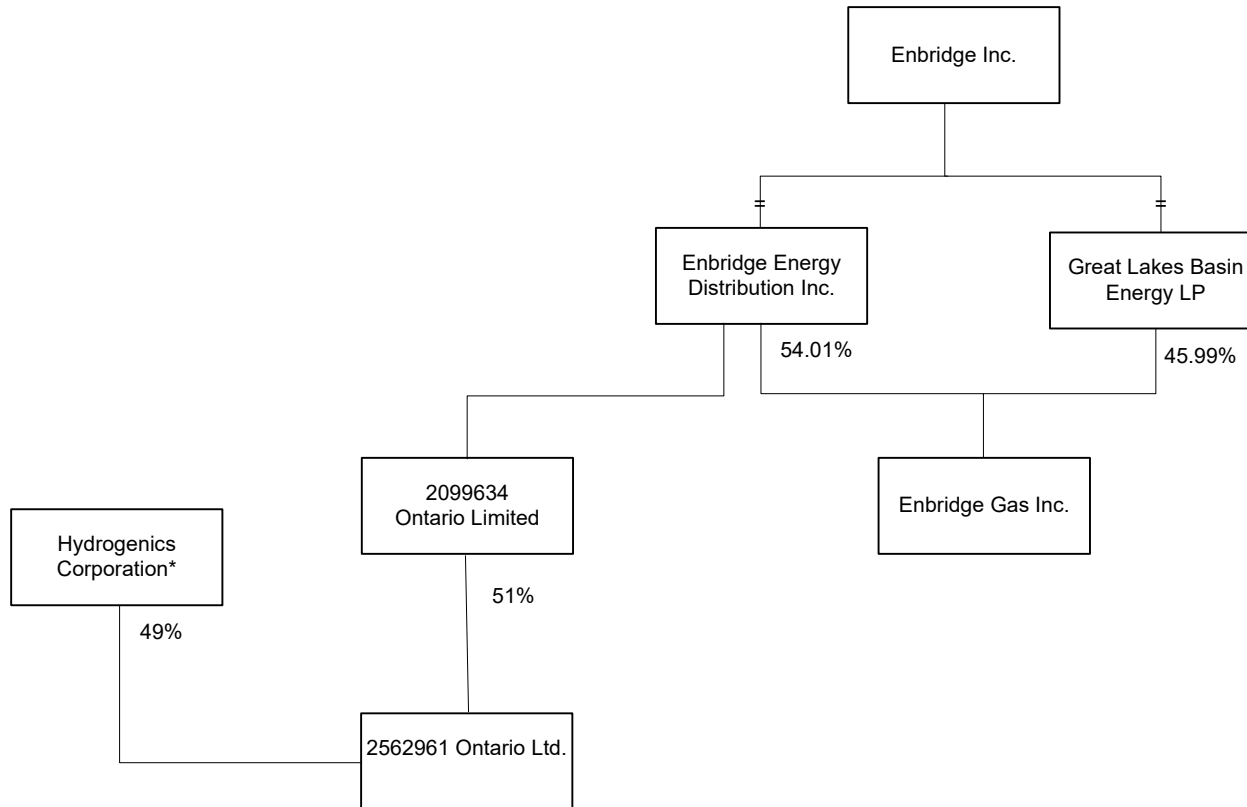 Enbridge Inc.
Enbridge Energy
Distribution Inc.
Great Lakes Basin
Energy LP
54.01%
45.99%
2099634
Ontario Limited
Enbridge Gas Inc.
Hydrogenics
Corporation*
51%
49%
2562961 Ontario Ltd.